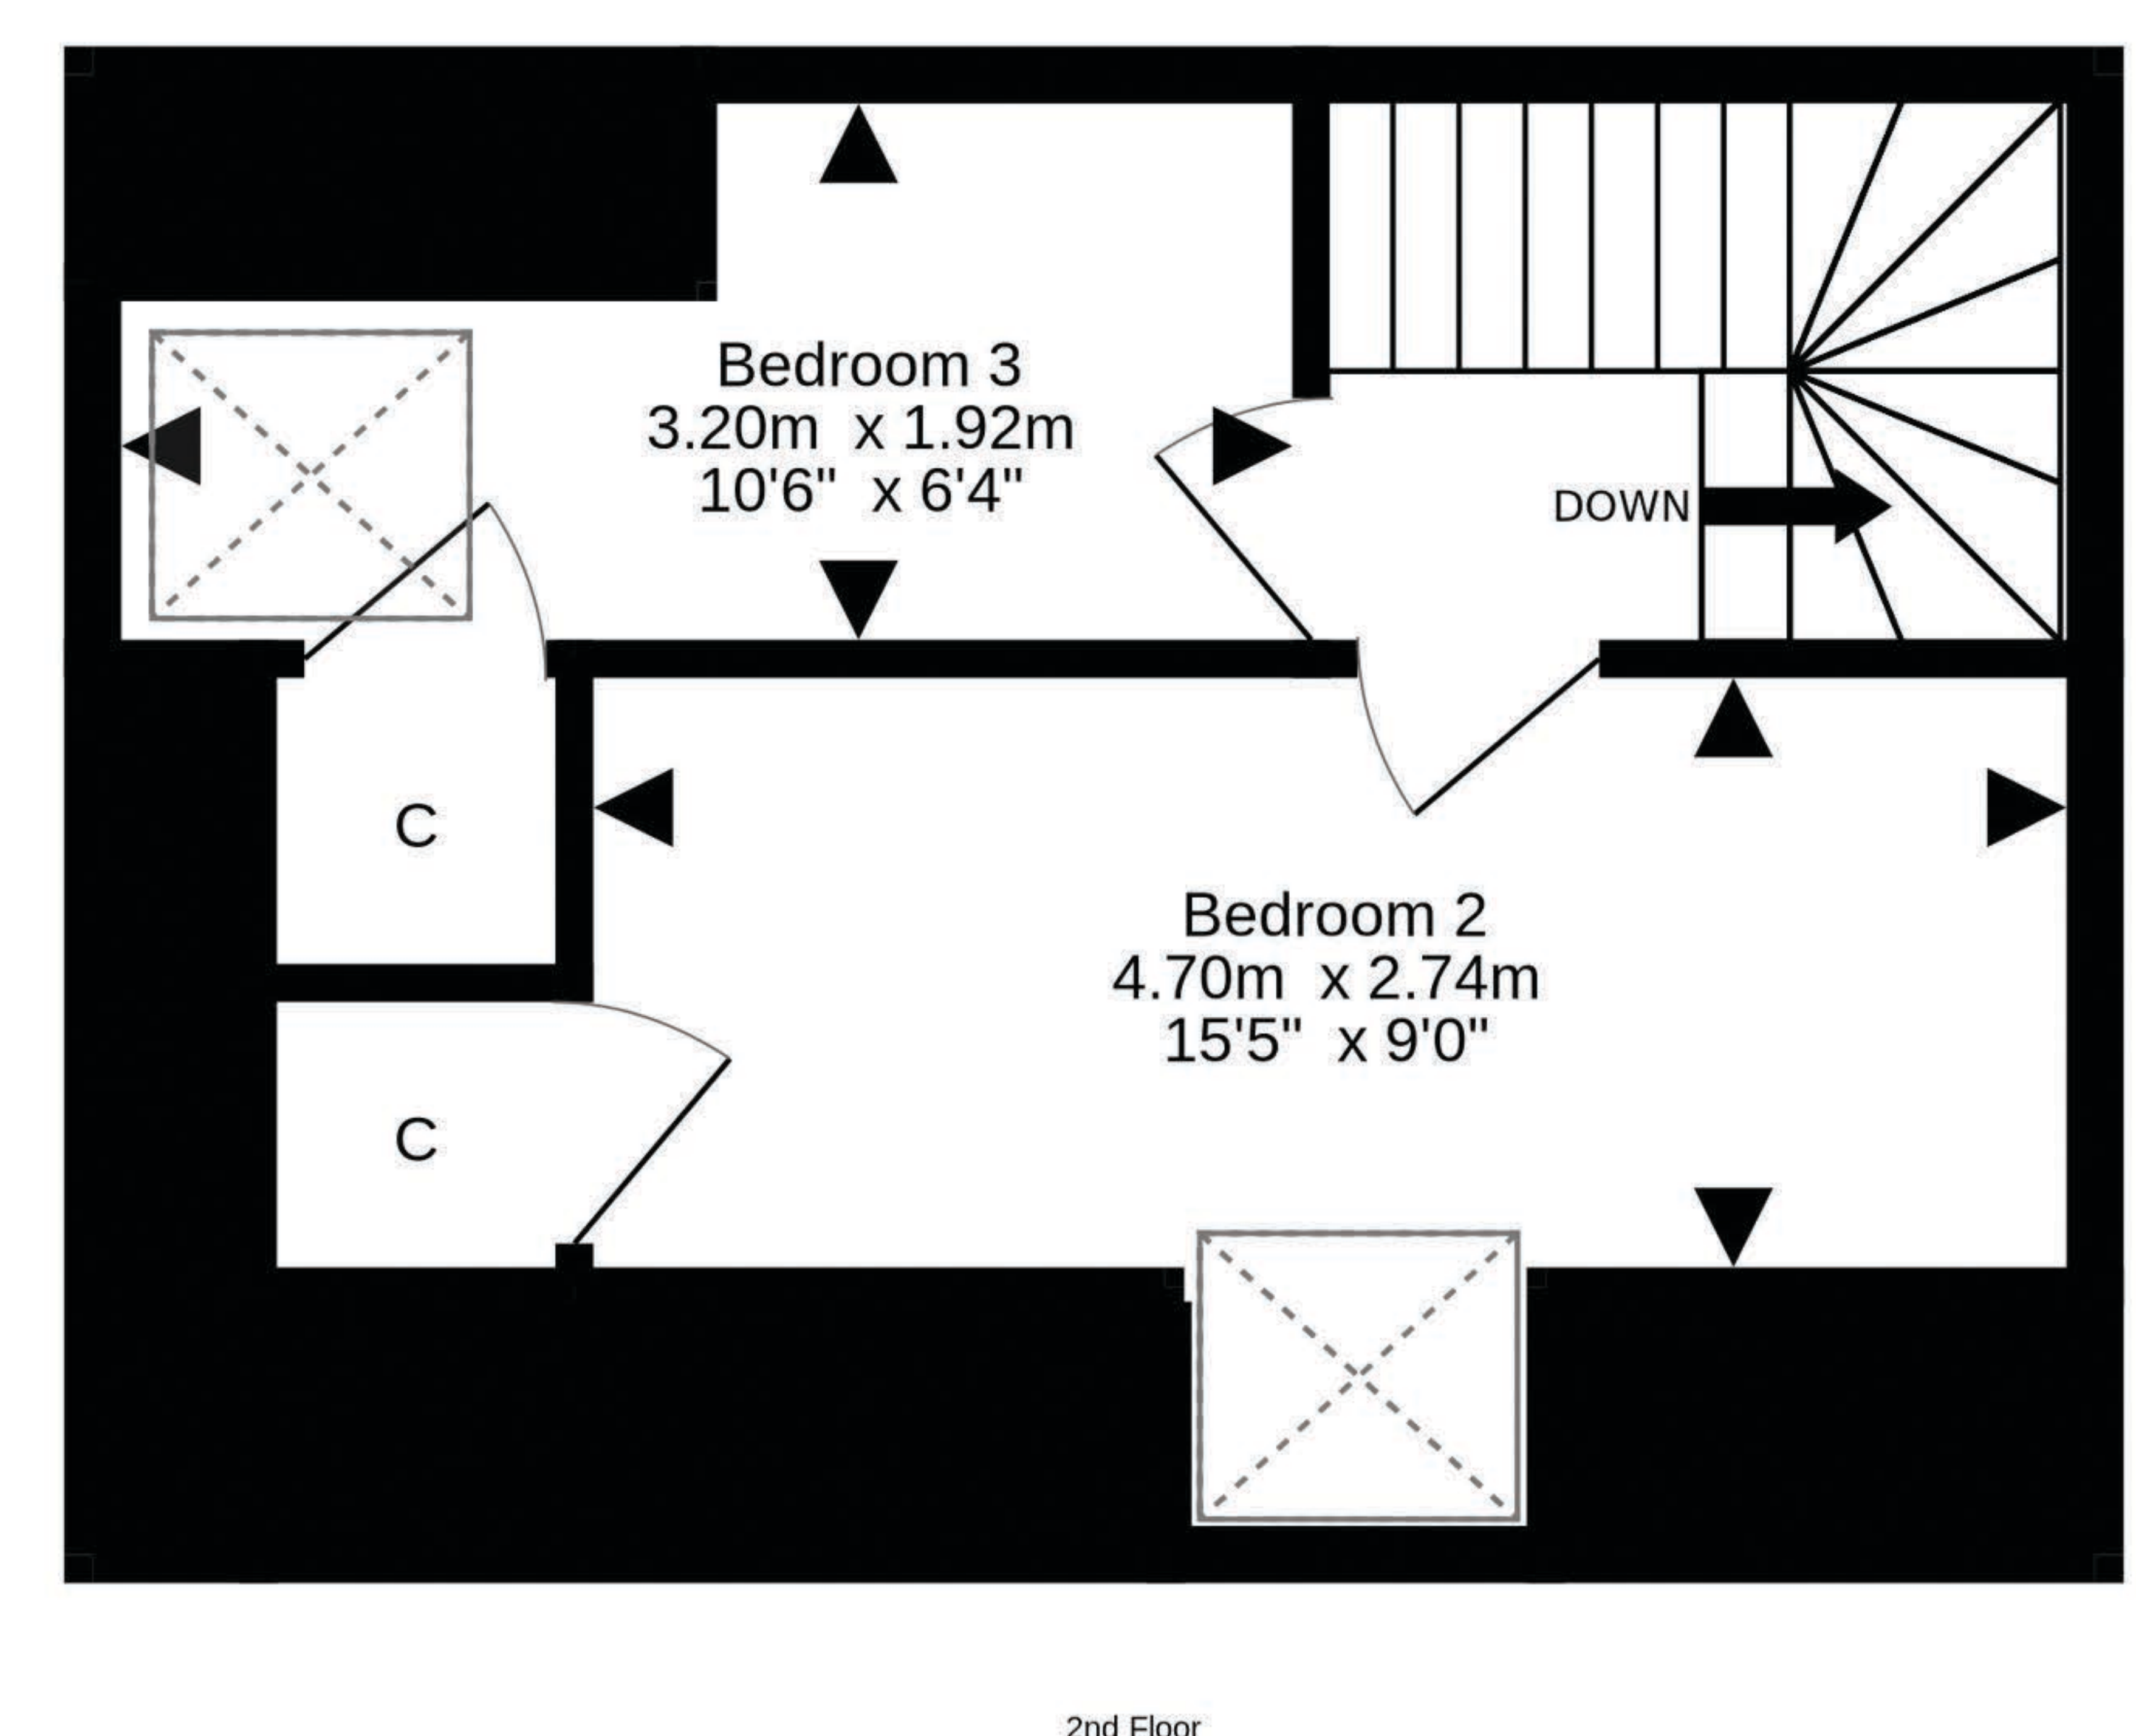 Bedroom 3
3.20m x 1.92m
10'6" x 6'4"
DOWN
C
Bedroom 2
4.70m x 2.74m
15'5" x 9'0"
C
2nd Floor